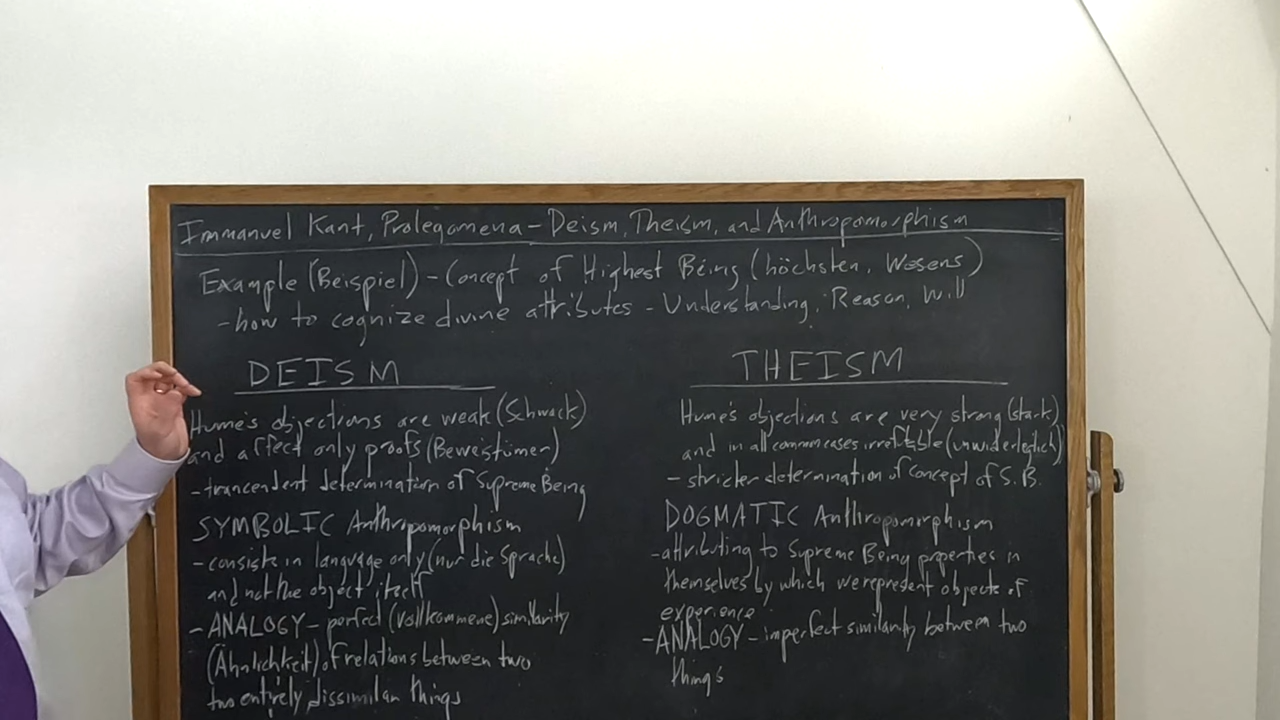 Immanuel Kant, Prolegomena - Deism, Theism, and Anthropomorphism
Example (Beispiel) - Concept of Highest Being (höchsten, Wesens)
- how to cognize divine attributes - Understanding, Reason, Will
DEISM
Hume's objections are weak (Schwach)
and affect only proofs (Beweistümer)
- trancendent determination of Supreme Being
SYMBOLIC Anthropomorphism
- consists in language only (nur die Sprache)
and not the object itself
- ANALOGY - perfect (vollkommene) similarity
(Ähnlichkeit) of relations between two
two entirely dissimilar things
THEISM
Hume's objections are very strong (stark)
and in all common cases irrefutable (unwiderleglich)
- stricter determination of concept of S.B.
DOGMATIC Anthropomorphism
- attributing to Supreme Being properties in
themselves by which we represent objects of
experience
- ANALOGY - imperfect similarity between two
things